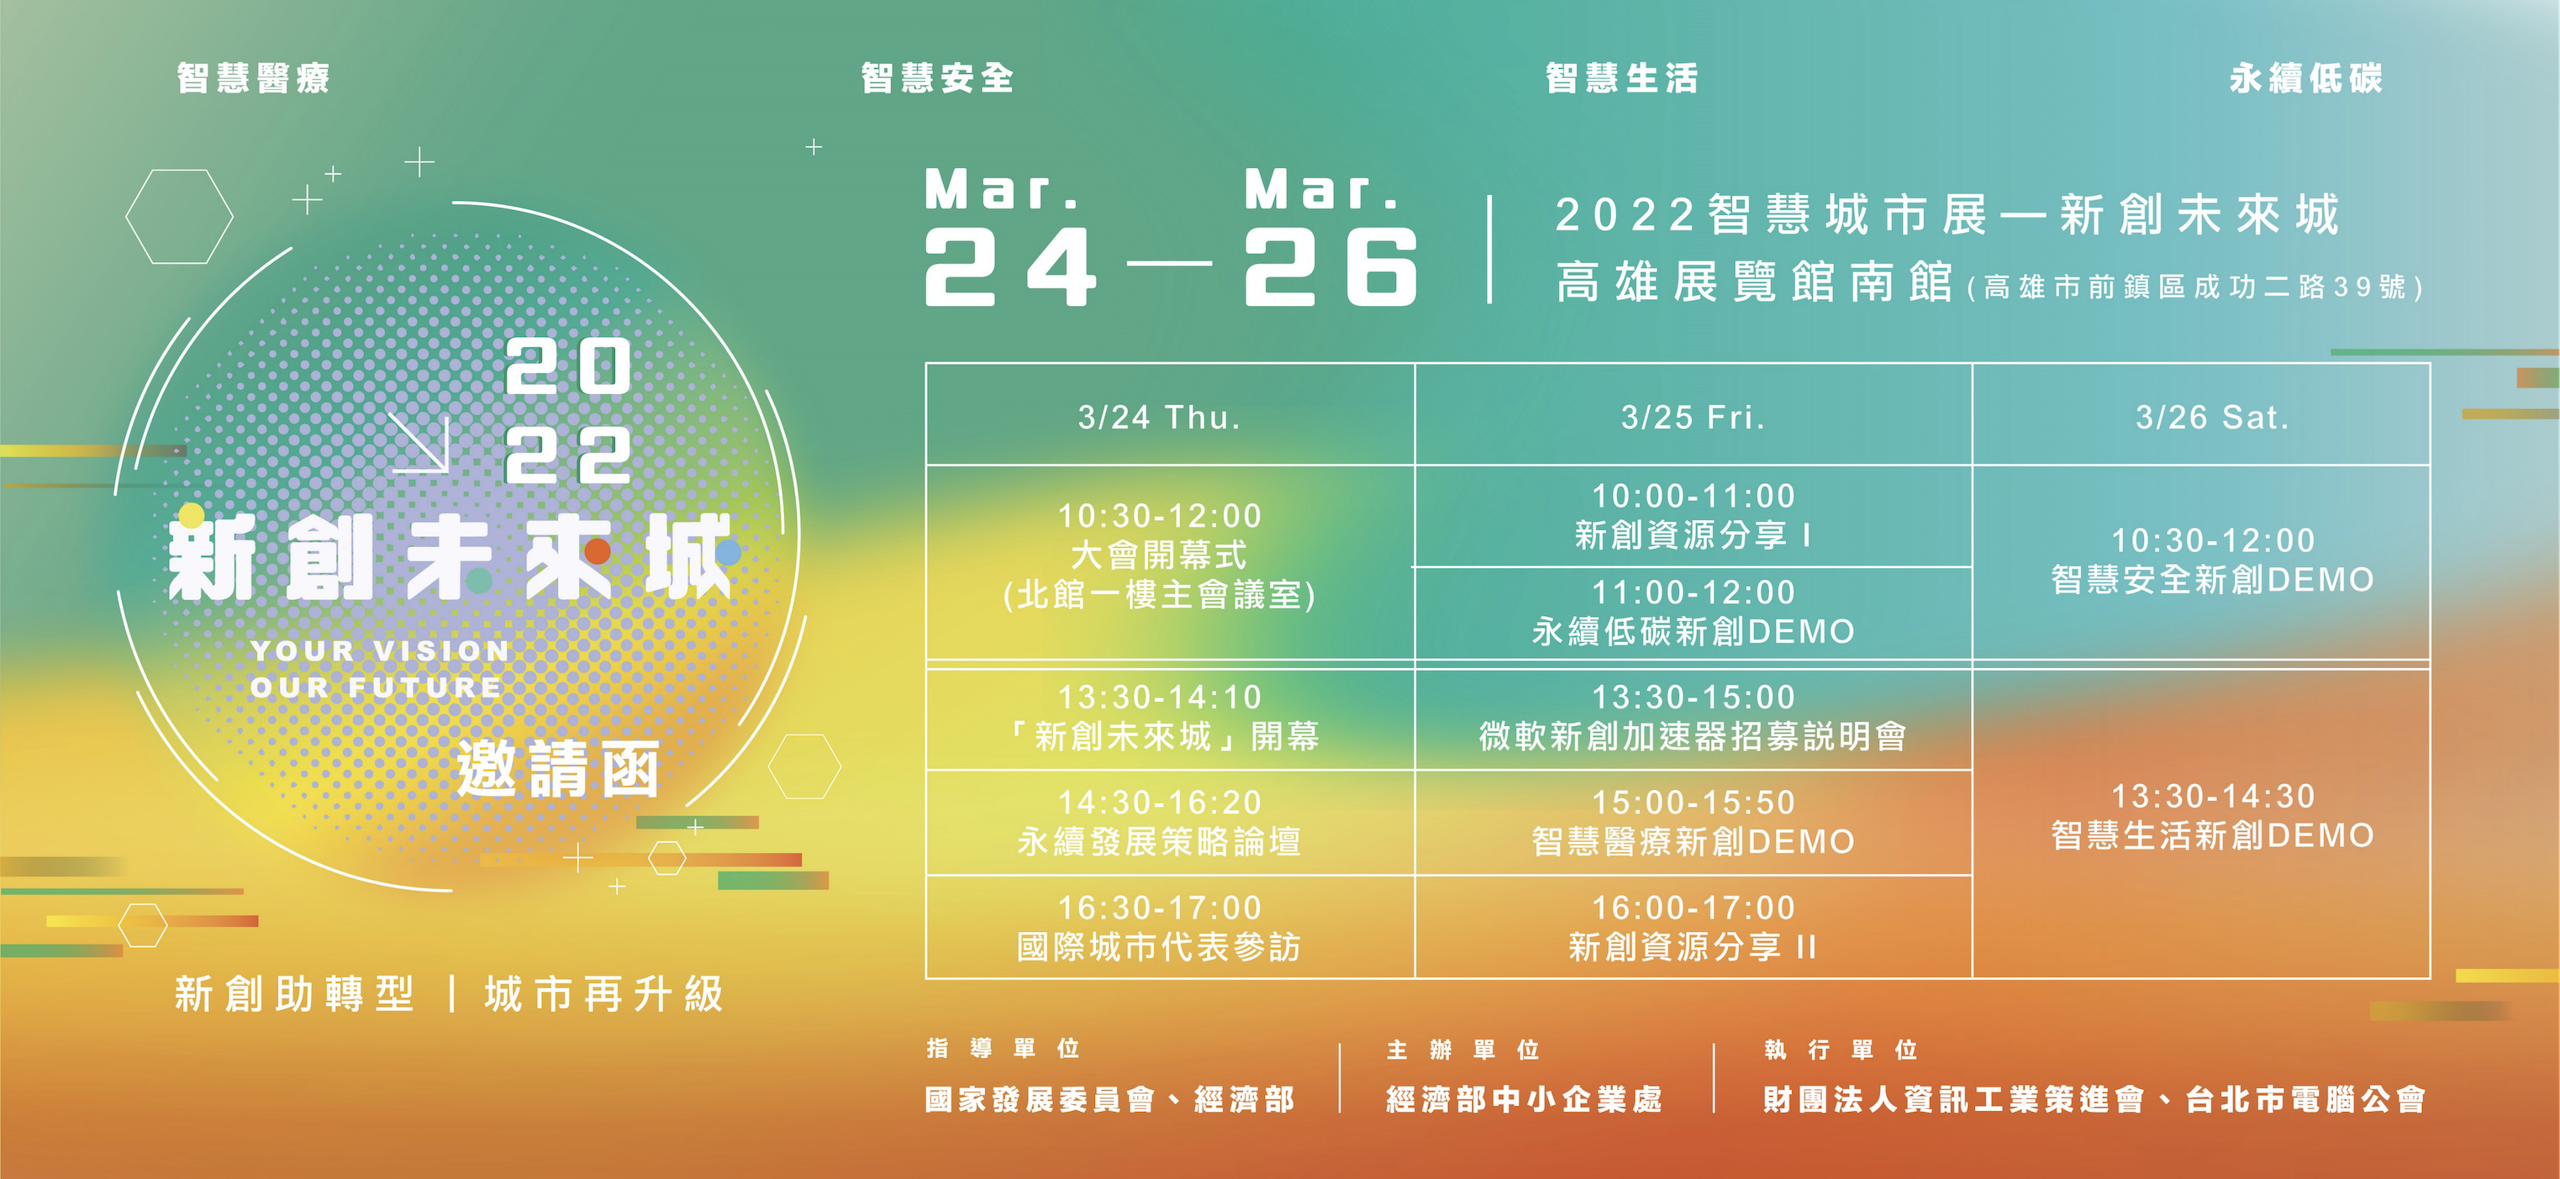 智慧醫療
智慧安全
智慧生活
永續低碳
2022
新創未來城
YOUR VISION
OUR FUTURE
邀請函
新創助轉型｜城市再升級
Mar.
24
—
Mar.
26
2022智慧城市展—新創未來城
高雄展覽館南館(高雄市前鎮區成功二路39號)
3/24 Thu.
3/25 Fri.
3/26 Sat.
10:30-12:00
大會開幕式
(北館一樓主會議室)
10:00-11:00
新創資源分享 I
11:00-12:00
永續低碳新創DEMO
10:30-12:00
智慧安全新創DEMO
13:30-14:10
「新創未來城」開幕
13:30-15:00
微軟新創加速器招募説明會
14:30-16:20
永續發展策略論壇
15:00-15:50
智慧醫療新創DEMO
13:30-14:30
智慧生活新創DEMO
16:30-17:00
國際城市代表參訪
16:00-17:00
新創資源分享 II
指導單位
國家發展委員會、經濟部
主辦單位
經濟部中小企業處
執行單位
財團法人資訊工業策進會、台北市電腦公會